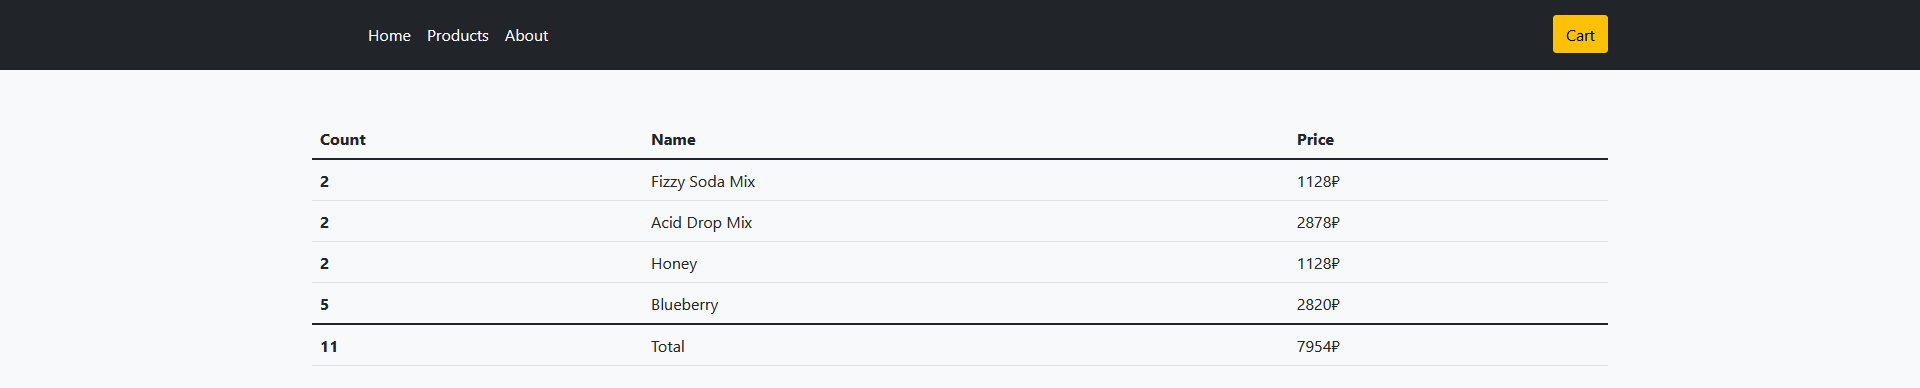 Home Products About Cart
Count Name Price
2 Fizzy Soda Mix 1128₽
2 Acid Drop Mix 2878₽
2 Honey 1128₽
5 Blueberry 2820₽
11 Total 7954₽